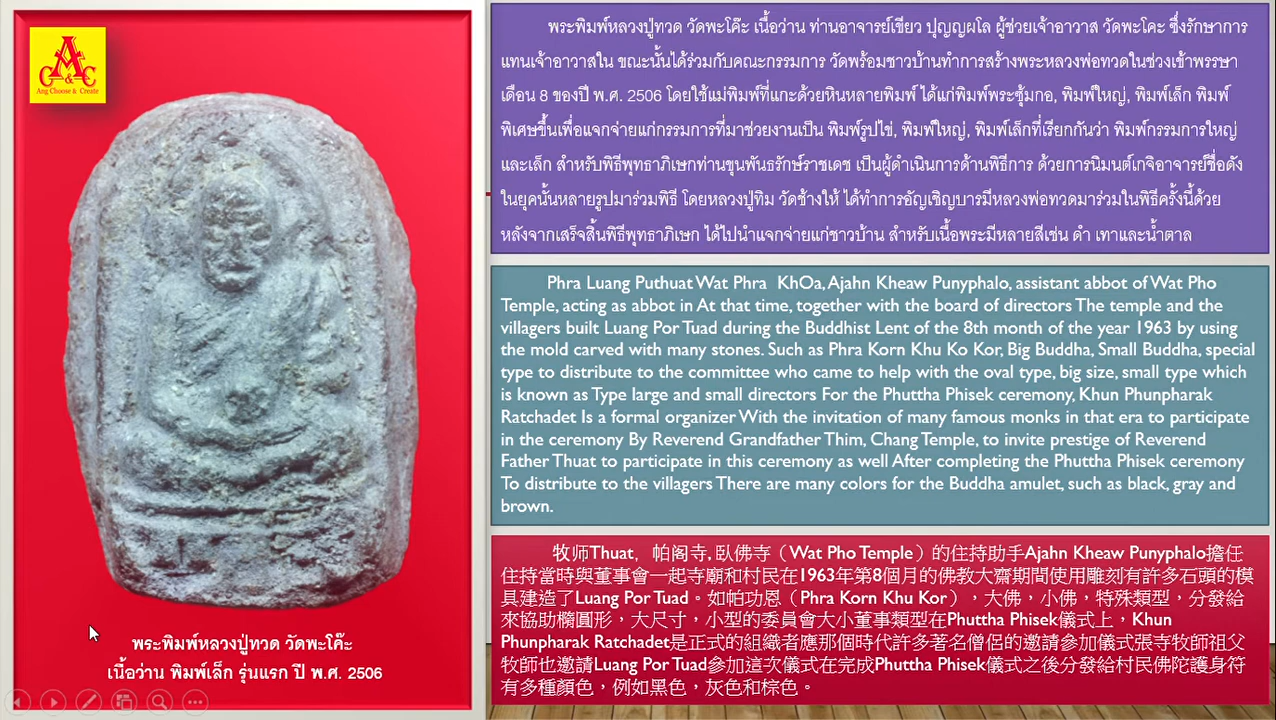 A
C & C
Ang Choose & Create
พระพิมพ์หลวงปู่ทวด วัดพะโค๊ะ
เนื้อว่าน พิมพ์เล็ก รุ่นแรก ปี พ.ศ. 2506
พระพิมพ์หลวงปู่ทวด วัดพะโค๊ะ เนื้อว่าน ท่านอาจารย์เขียว ปุญญผโล ผู้ช่วยเจ้าอาวาส วัดพะโคะ ซึ่งรักษาการ
แทนเจ้าอาวาสใน ขณะนั้นได้ร่วมกับคณะกรรมการ วัดพร้อมชาวบ้านทำการสร้างพระหลวงพ่อทวดในช่วงเข้าพรรษา
เดือน 8 ของปี พ.ศ. 2506 โดยใช้แม่พิมพ์ที่แกะด้วยหินหลายพิมพ์ ได้แก่พิมพ์พระซุ้มกอ, พิมพ์ใหญ่, พิมพ์เล็ก พิมพ์
พิเศษขึ้นเพื่อแจกจ่ายแก่กรรมการที่มาช่วยงานเป็น พิมพ์รูปไข่, พิมพ์ใหญ่, พิมพ์เล็กที่เรียกกันว่า พิมพ์กรรมการใหญ่
และเล็ก สำหรับพิธีพุทธาภิเษกท่านขุนพันธรักษ์ราชเดช เป็นผู้ดำเนินการด้านพิธีการ ด้วยการนิมนต์เกจิอาจารย์ชื่อดัง
ในยุคนั้นหลายรูปมาร่วมพิธี โดยหลวงปู่ทิม วัดช้างให้ ได้ทำการอัญเชิญบารมีหลวงพ่อทวดมาร่วมในพิธีครั้งนี้ด้วย
หลังจากเสร็จสิ้นพิธีพุทธาภิเษก ได้ไปนำแจกจ่ายแก่ชาวบ้าน สำหรับเนื้อพระมีหลายสีเช่น ดำ เทาและน้ำตาล
Phra Luang Puthuat Wat Phra KhOa, Ajahn Kheaw Punyphalo, assistant abbot of Wat Pho
Temple, acting as abbot in At that time, together with the board of directors The temple and the
villagers built Luang Por Tuad during the Buddhist Lent of the 8th month of the year 1963 by using
the mold carved with many stones. Such as Phra Korn Khu Ko Kor, Big Buddha, Small Buddha, special
type to distribute to the committee who came to help with the oval type, big size, small type which
is known as Type large and small directors For the Phuttha Phisek ceremony, Khun Phunpharak
Ratchadet Is a formal organizer With the invitation of many famous monks in that era to participate
in the ceremony By Reverend Grandfather Thim, Chang Temple, to invite prestige of Reverend
Father Thuat to participate in this ceremony as well After completing the Phuttha Phisek ceremony
To distribute to the villagers There are many colors for the Buddha amulet, such as black, gray and
brown.
牧师Thuat, 帕阁寺, 臥佛寺（Wat Pho Temple）的住持助手Ajahn Kheaw Punyphalo擔任
住持當時與董事會一起寺廟和村民在1963年第8個月的佛教大齋期間使用雕刻有許多石頭的模
具建造了Luang Por Tuad。如帕功恩（Phra Korn Khu Kor），大佛，小佛，特殊類型，分發給
來協助橢圓形，大尺寸，小型的委員會大小董事類型在Phuttha Phisek儀式上，Khun
Phunpharak Ratchadet是正式的組織者應那個時代許多著名僧侶的邀請參加儀式張寺牧師祖父
牧師也邀請Luang Por Tuad參加這次儀式在完成Phuttha Phisek儀式之後分發給村民佛陀護身符
有多種顏色，例如黑色，灰色和棕色。